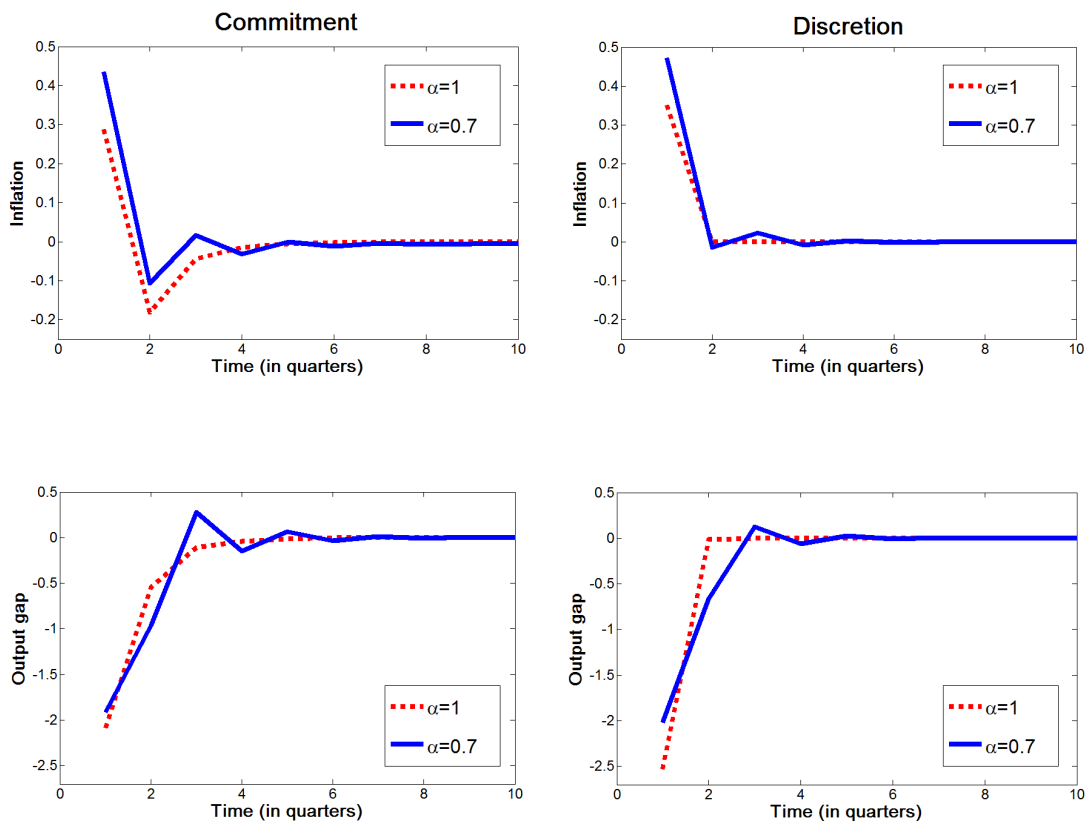 Commitment
0.5
0.4
0.3
0.2
0.1
0
-0.1
-0.2
Inflation
α=1
α=0.7
0 2 4 6 8 10
Time (in quarters)
Discretion
0.5
0.4
0.3
0.2
0.1
0
-0.1
-0.2
Inflation
α=1
α=0.7
0 2 4 6 8 10
Time (in quarters)
0.5
0
-0.5
-1
-1.5
-2
-2.5
Output gap
α=1
α=0.7
0 2 4 6 8 10
Time (in quarters)
0.5
0
-0.5
-1
-1.5
-2
-2.5
Output gap
α=1
α=0.7
0 2 4 6 8 10
Time (in quarters)